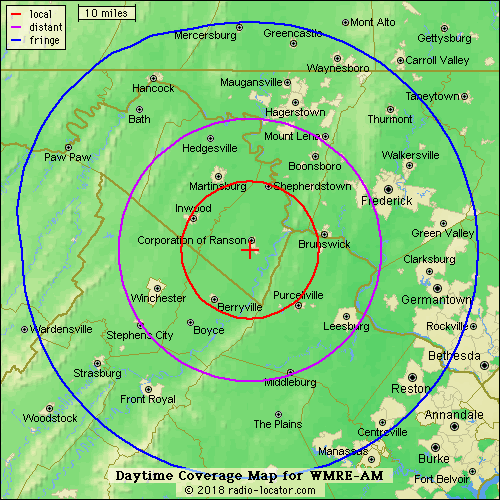 local
distant
fringe
10 miles
Mont Alto
Mercersburg
Greencastle
Gettysburg
Waynesboro
Carroll Valley
Hancock
Maugansville
Taneytown
Hagerstown
Bath
Thurmont
Mount Lena
Hedgesville
Paw Paw
Boonsboro
Walkersville
Martinsburg
Shepherdstown
Frederick
Inwood
Green Valley
Corporation of Ranson
Brunswick
Clarksburg
Winchester
Germantown
Berryville
Purcellville
Wardensville
Stephens City
Boyce
Leesburg
Rockville
Bethesda
Strasburg
Middleburg
Reston
Front Royal
Woodstock
The Plains
Annandale
Centreville
Manassas
Burke
Fort Belvoir
Daytime Coverage Map for WMRE-AM
© 2018 radio-locator.com